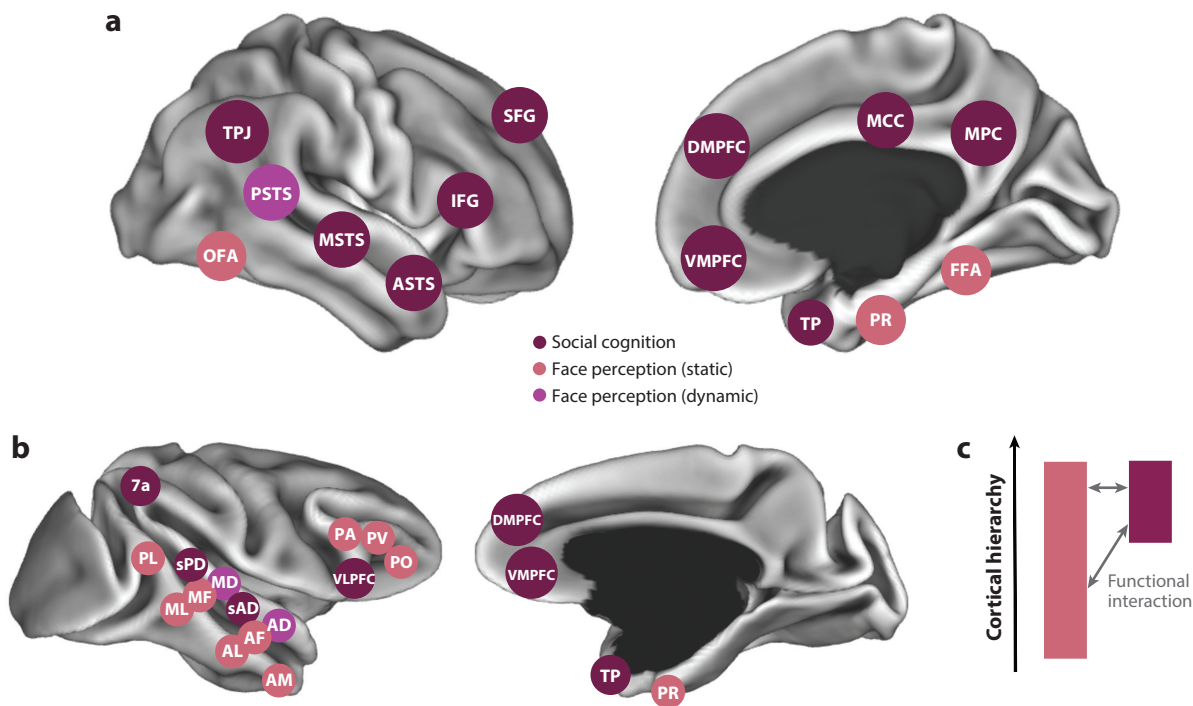 a
SFG
TPJ
MCC
MPC
DMPFC
PSTS
IFG
MSTS
OFA
VMPFC
FFA
ASTS
TP
PR
Social cognition
Face perception (static)
Face perception (dynamic)
b
c
7a
DMPFC
PA
PV
PL
PO
sPD
VLPFC
VMPFC
MD
MF
ML
sAD
AD
AF
AL
AM
TP
PR
Cortical hierarchy
Functional
interaction